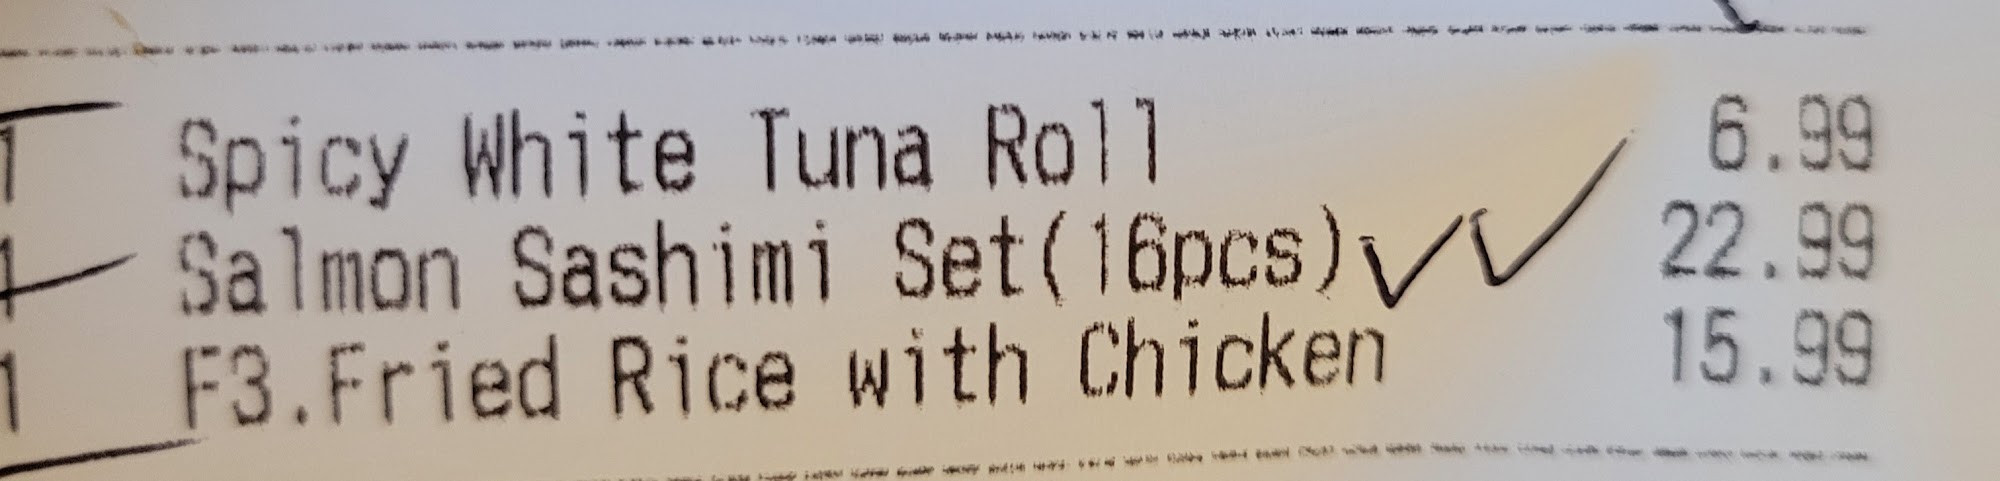 1 Spicy White Tuna Roll 6.99
1 Salmon Sashimi Set(16pcs) 22.99
1 F3.Fried Rice with Chicken 15.99